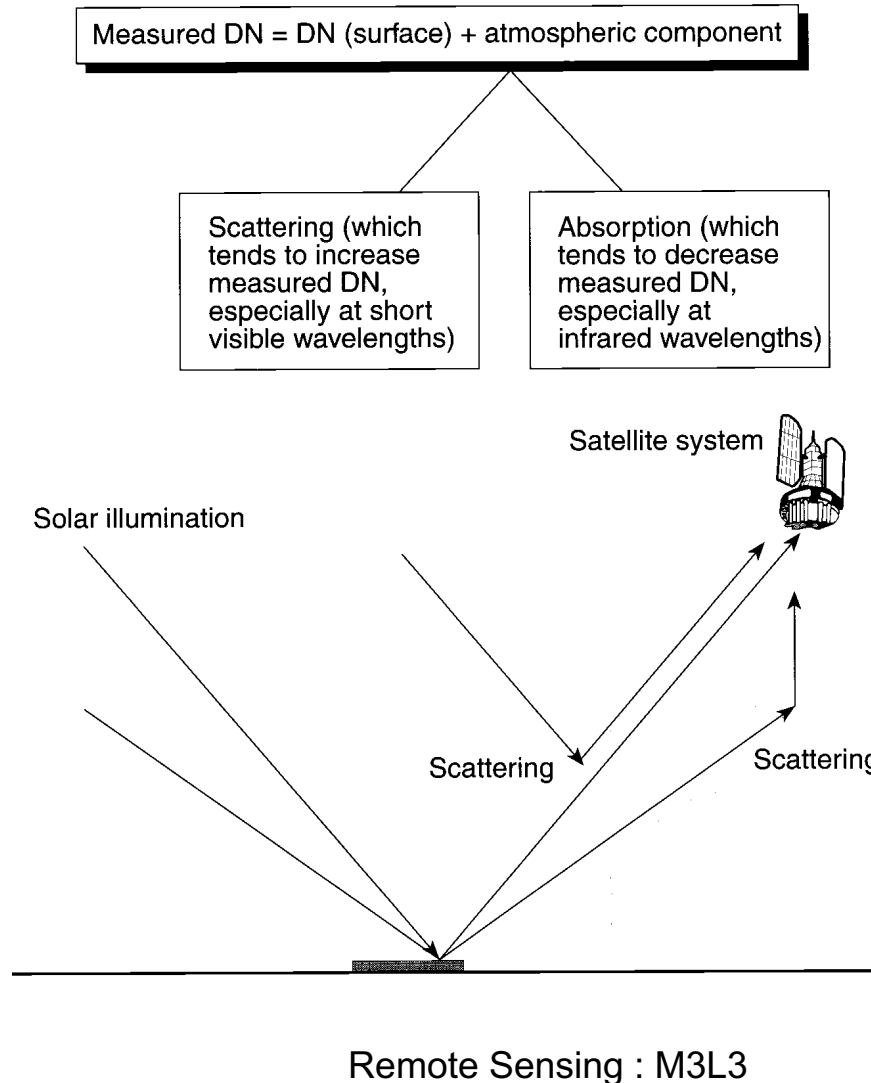 Measured DN = DN (surface) + atmospheric component
Scattering (which
tends to increase
measured DN,
especially at short
visible wavelengths)
Absorption (which
tends to decrease
measured DN,
especially at
infrared wavelengths)
Satellite system
Solar illumination
Scattering
Scattering
Remote Sensing : M3L3